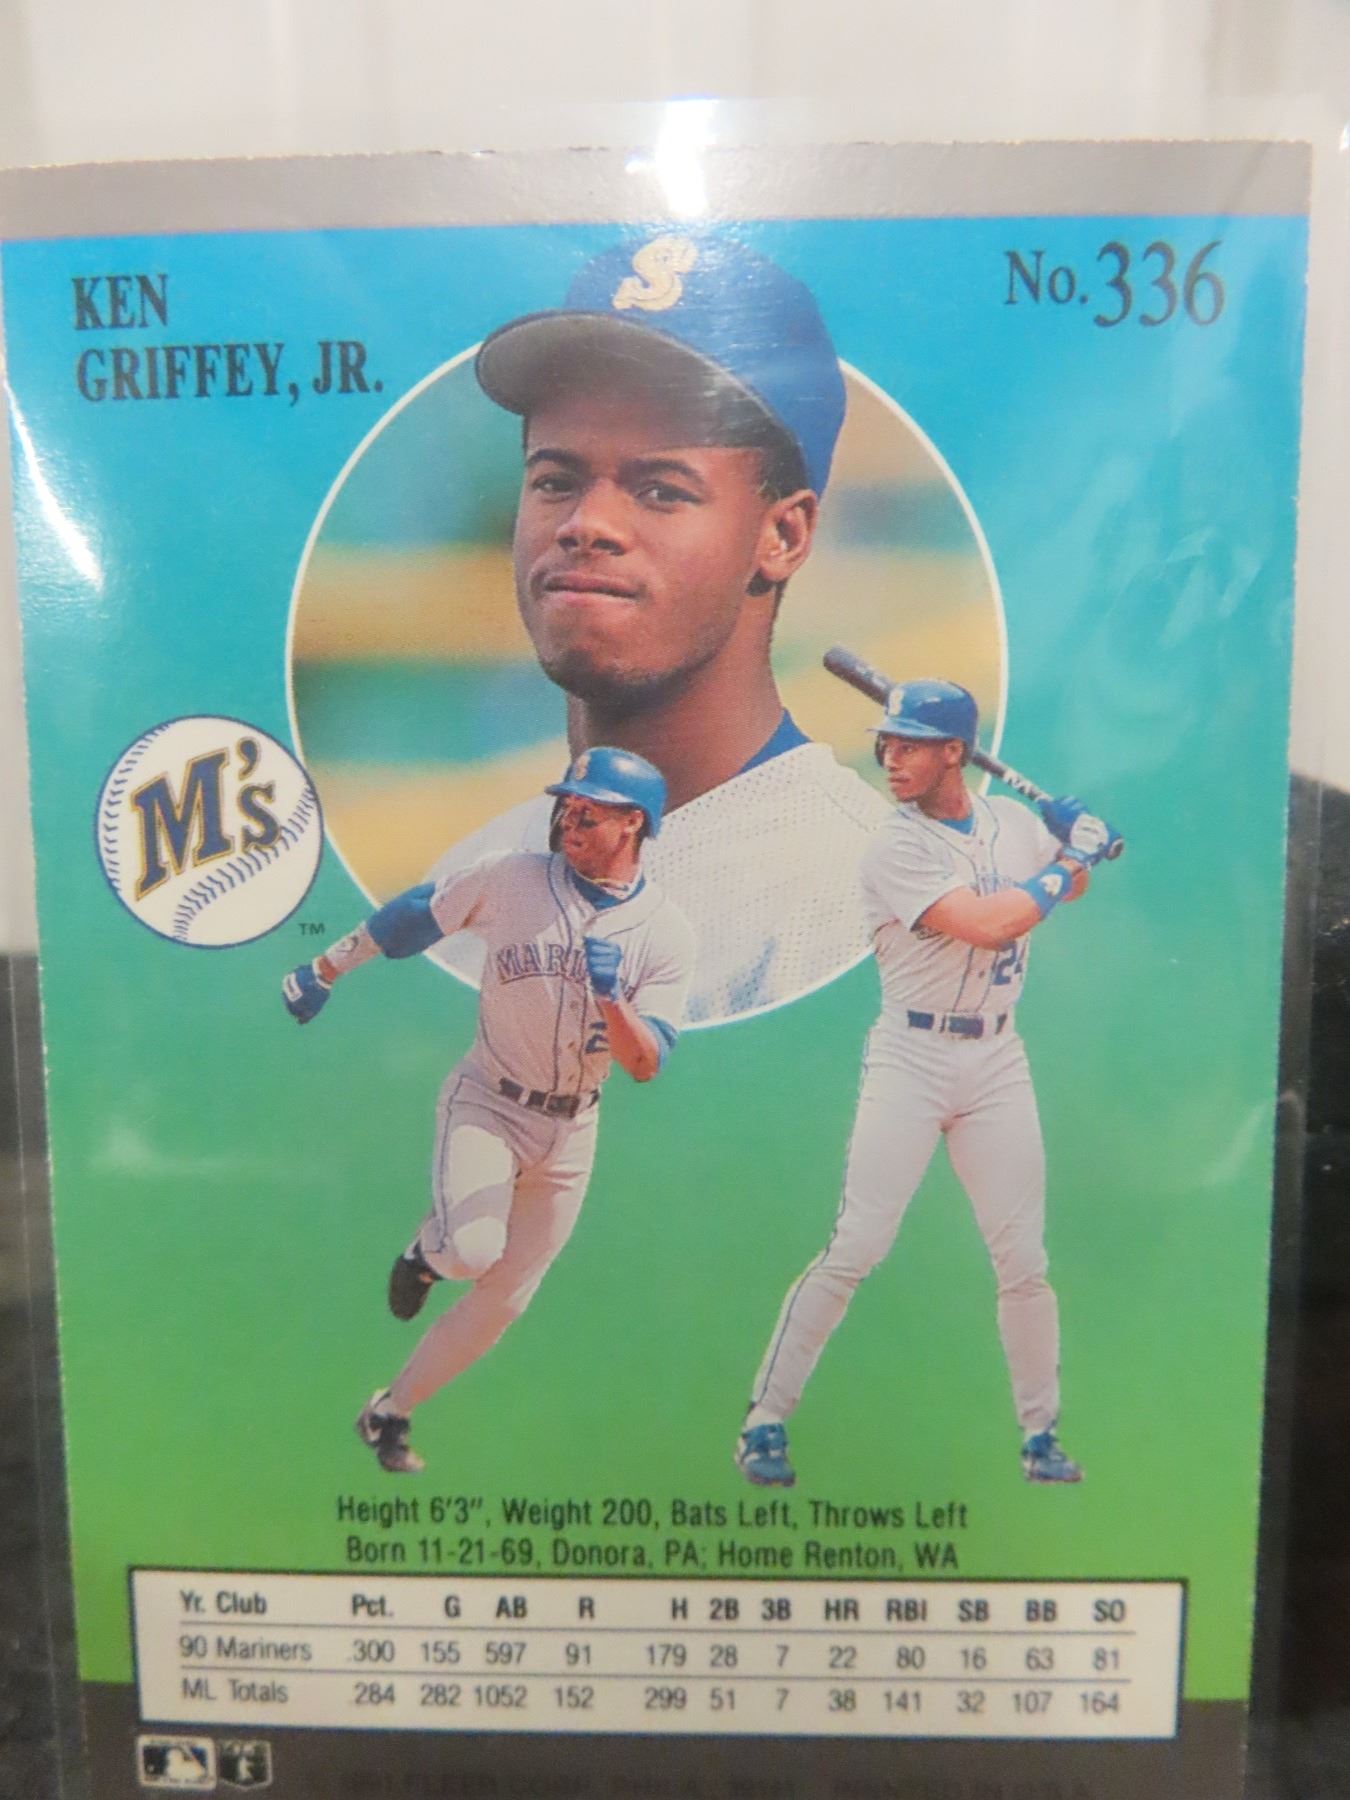 KEN
GRIFFEY, JR.
No. 336
S
M's
TM
MARIN
24
Height 6'3", Weight 200, Bats Left, Throws Left
Born 11-21-69, Donora, PA; Home Renton, WA
Yr. Club Pct. G AB R H 2B 3B HR RBI SB BB SO
90 Mariners .300 155 597 91 179 28 7 22 80 16 63 81
ML Totals .284 282 1052 152 299 51 7 38 141 32 107 164